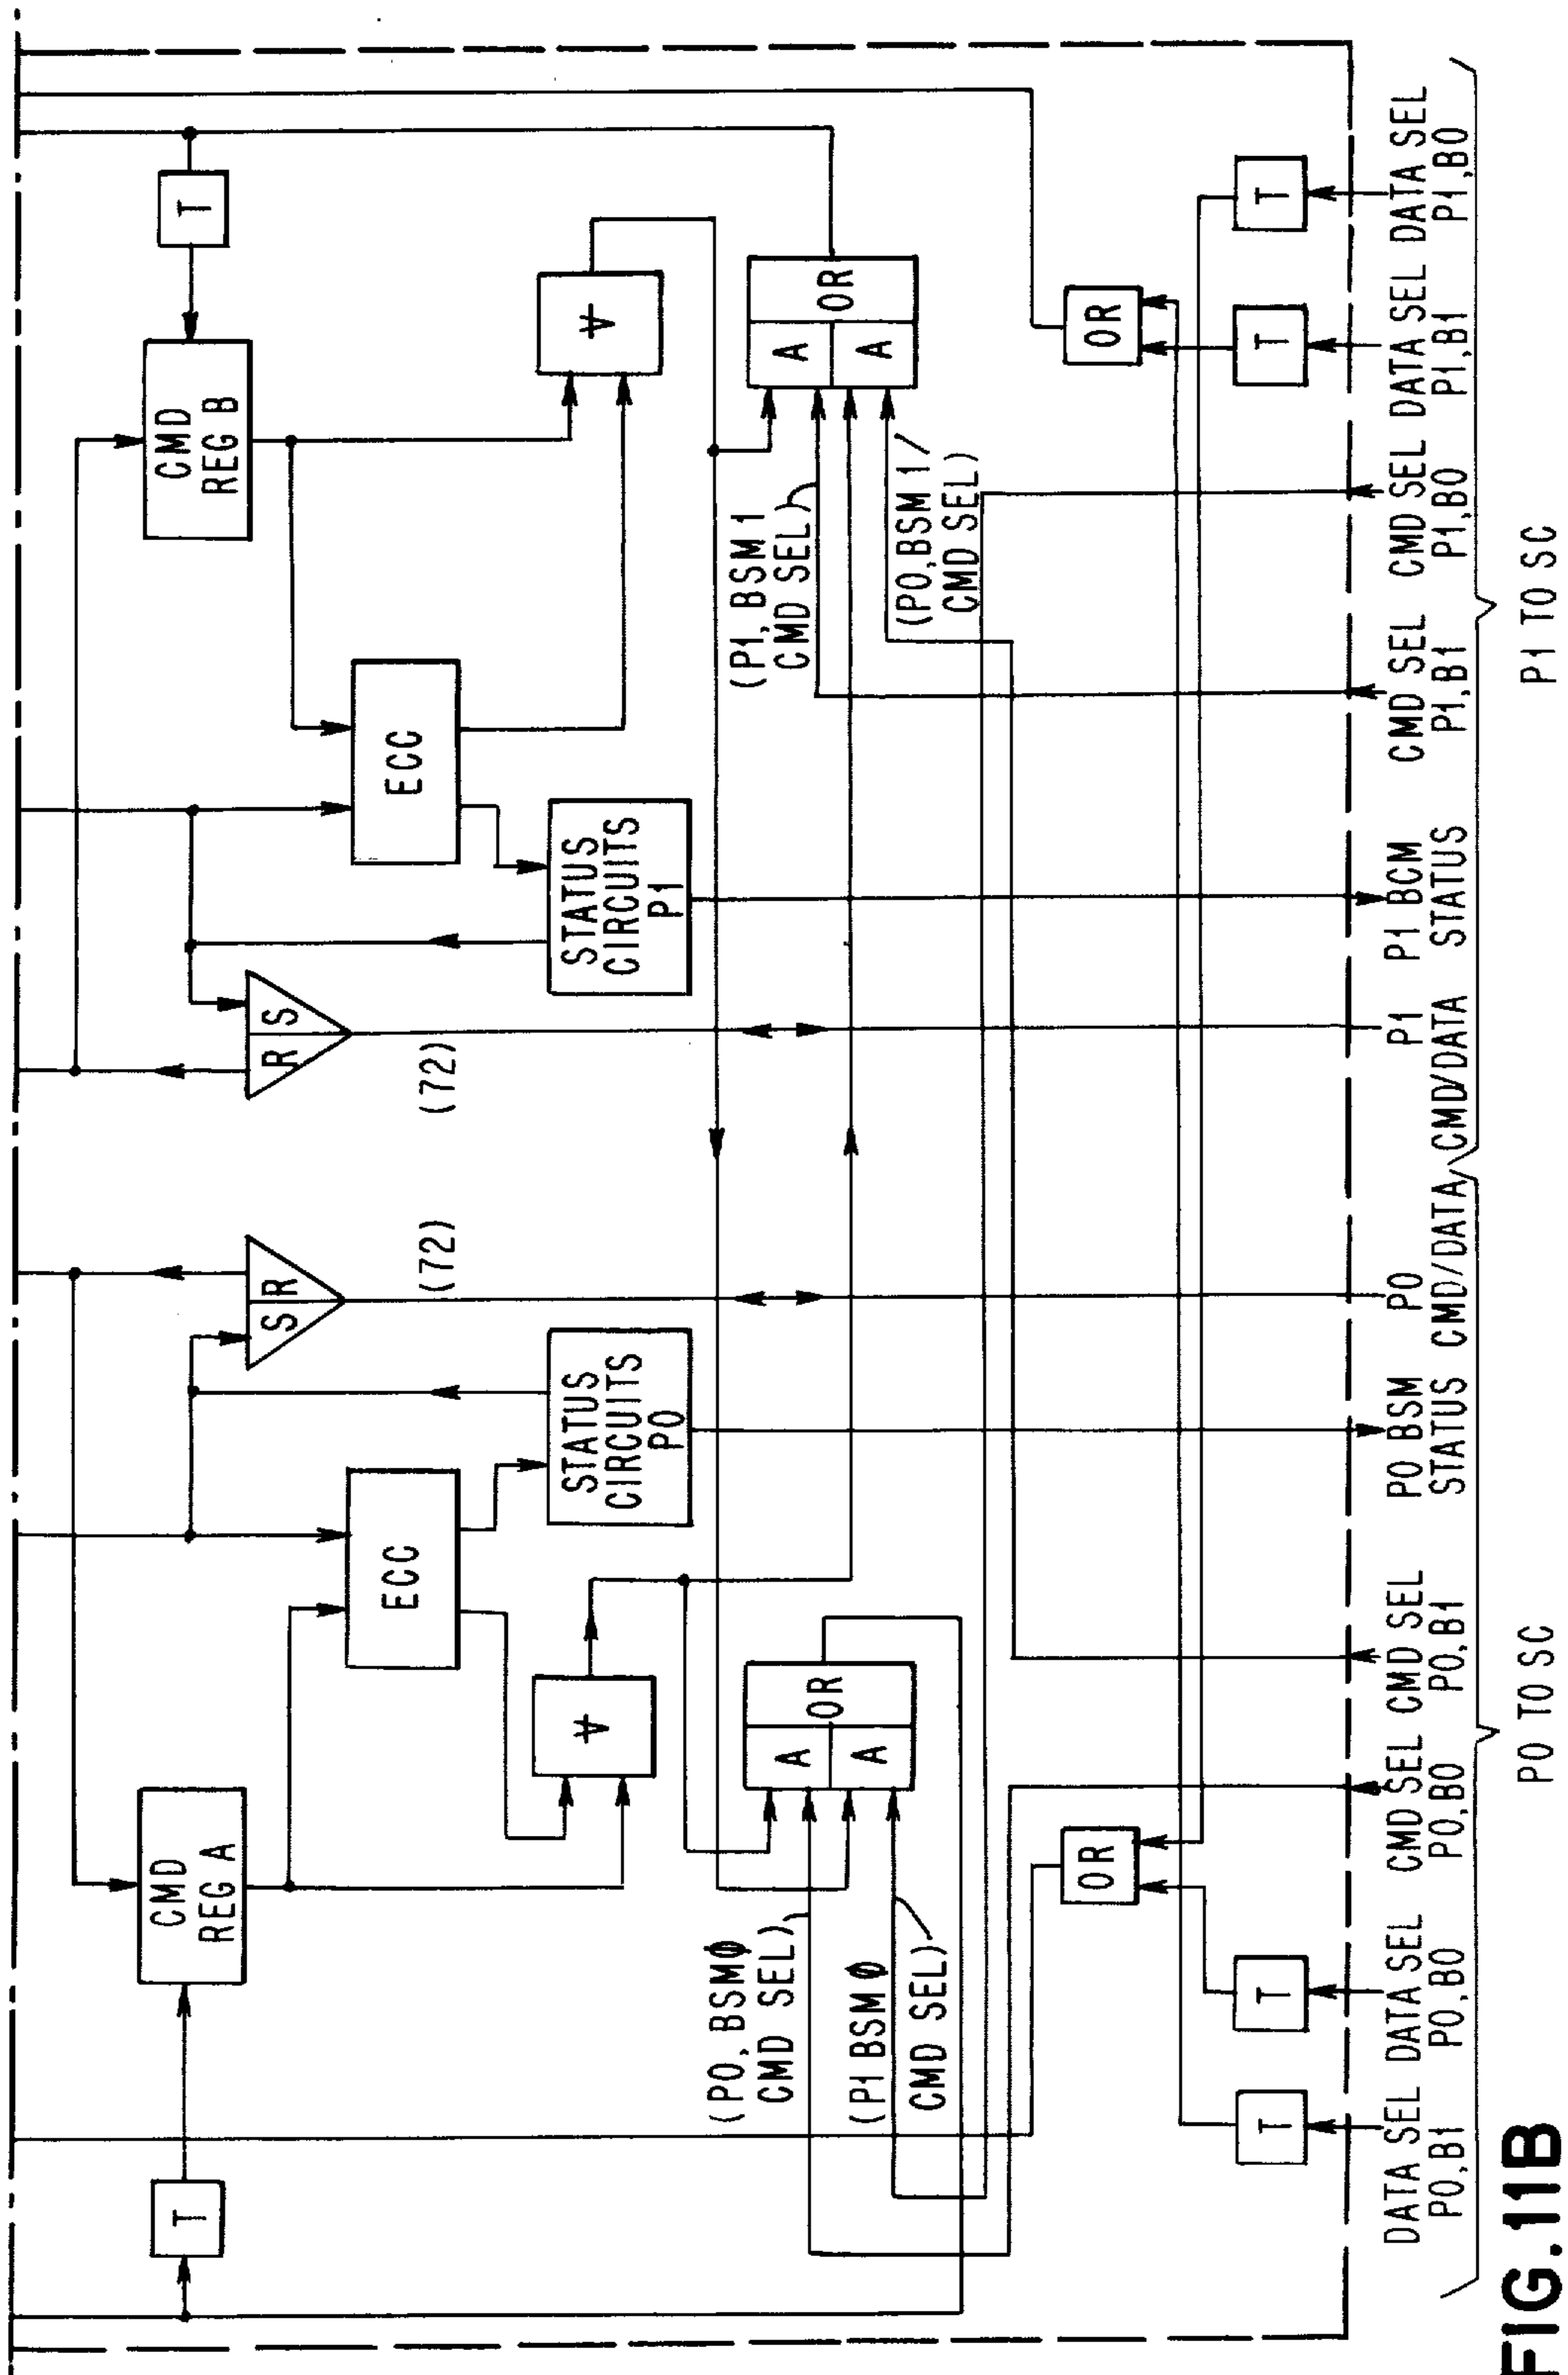 T
CMD
REG A
CMD
REG B
T
ECC
S R
R S
ECC
(72)
(72)
STATUS
CIRCUITS
P0
STATUS
CIRCUITS
P1
V
V
(P0, BSMΦ
CMD SEL)
A
A
OR
(P1 BSMΦ
CMD SEL)
(P1, BSM 1
CMD SEL)
A
A
OR
(P0, BSM 1
CMD SEL)
OR
OR
T
T
T
T
DATA SEL
P0, B1
DATA SEL
P0, B0
CMD SEL
P0, B0
CMD SEL
P0, B1
P0 BSM
STATUS
P0
CMD/DATA
P1
CMD/DATA
P1 BCM
STATUS
CMD SEL
P1, B1
CMD SEL
P1, B0
DATA SEL
P1, B1
DATA SEL
P1, B0
P0 TO SC
P1 TO SC
FIG. 11B